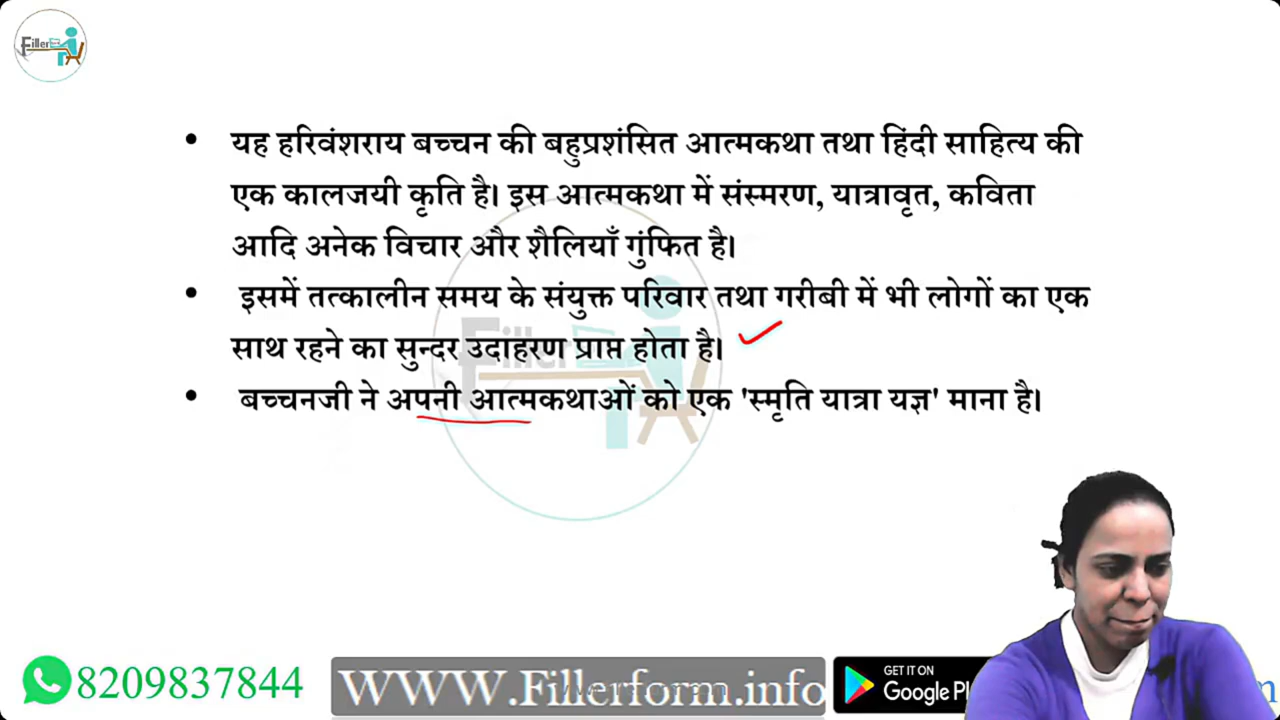 Filler
यह हरिवंशराय बच्चन की बहुप्रशंसित आत्मकथा तथा हिंदी साहित्य की
एक कालजयी कृति है। इस आत्मकथा में संस्मरण, यात्रावृत, कविता
आदि अनेक विचार और शैलियाँ गुंफित है।
इसमें तत्कालीन समय के संयुक्त परिवार तथा गरीबी में भी लोगों का एक
साथ रहने का सुन्दर उदाहरण प्राप्त होता है।
बच्चनजी ने अपनी आत्मकथाओं को एक 'स्मृति यात्रा यज्ञ' माना है।
Filler
8209837844
www.Fillerform.info
GET IT ON
Google Pl
m